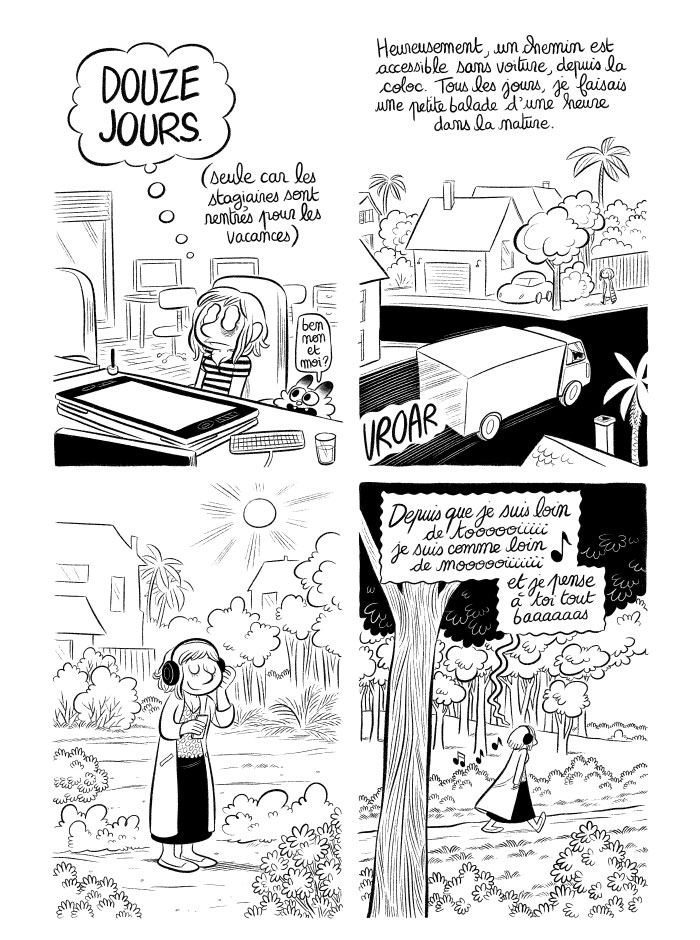 DOUZE
JOURS.
(seule car les
stagiaires sont
rentrés pour les
vacances)
ben
non
et
moi?
Heureusement, un chemin est
accessible sans voiture, depuis la
coloc. Tous les jours, je faisais
une petite balade d'une heure
dans la nature.
VROAR
Depuis que je suis loin
de toooooiiiii
je suis comme loin
de moooooiiiiii
et je pense
à toi tout
baaaaaas